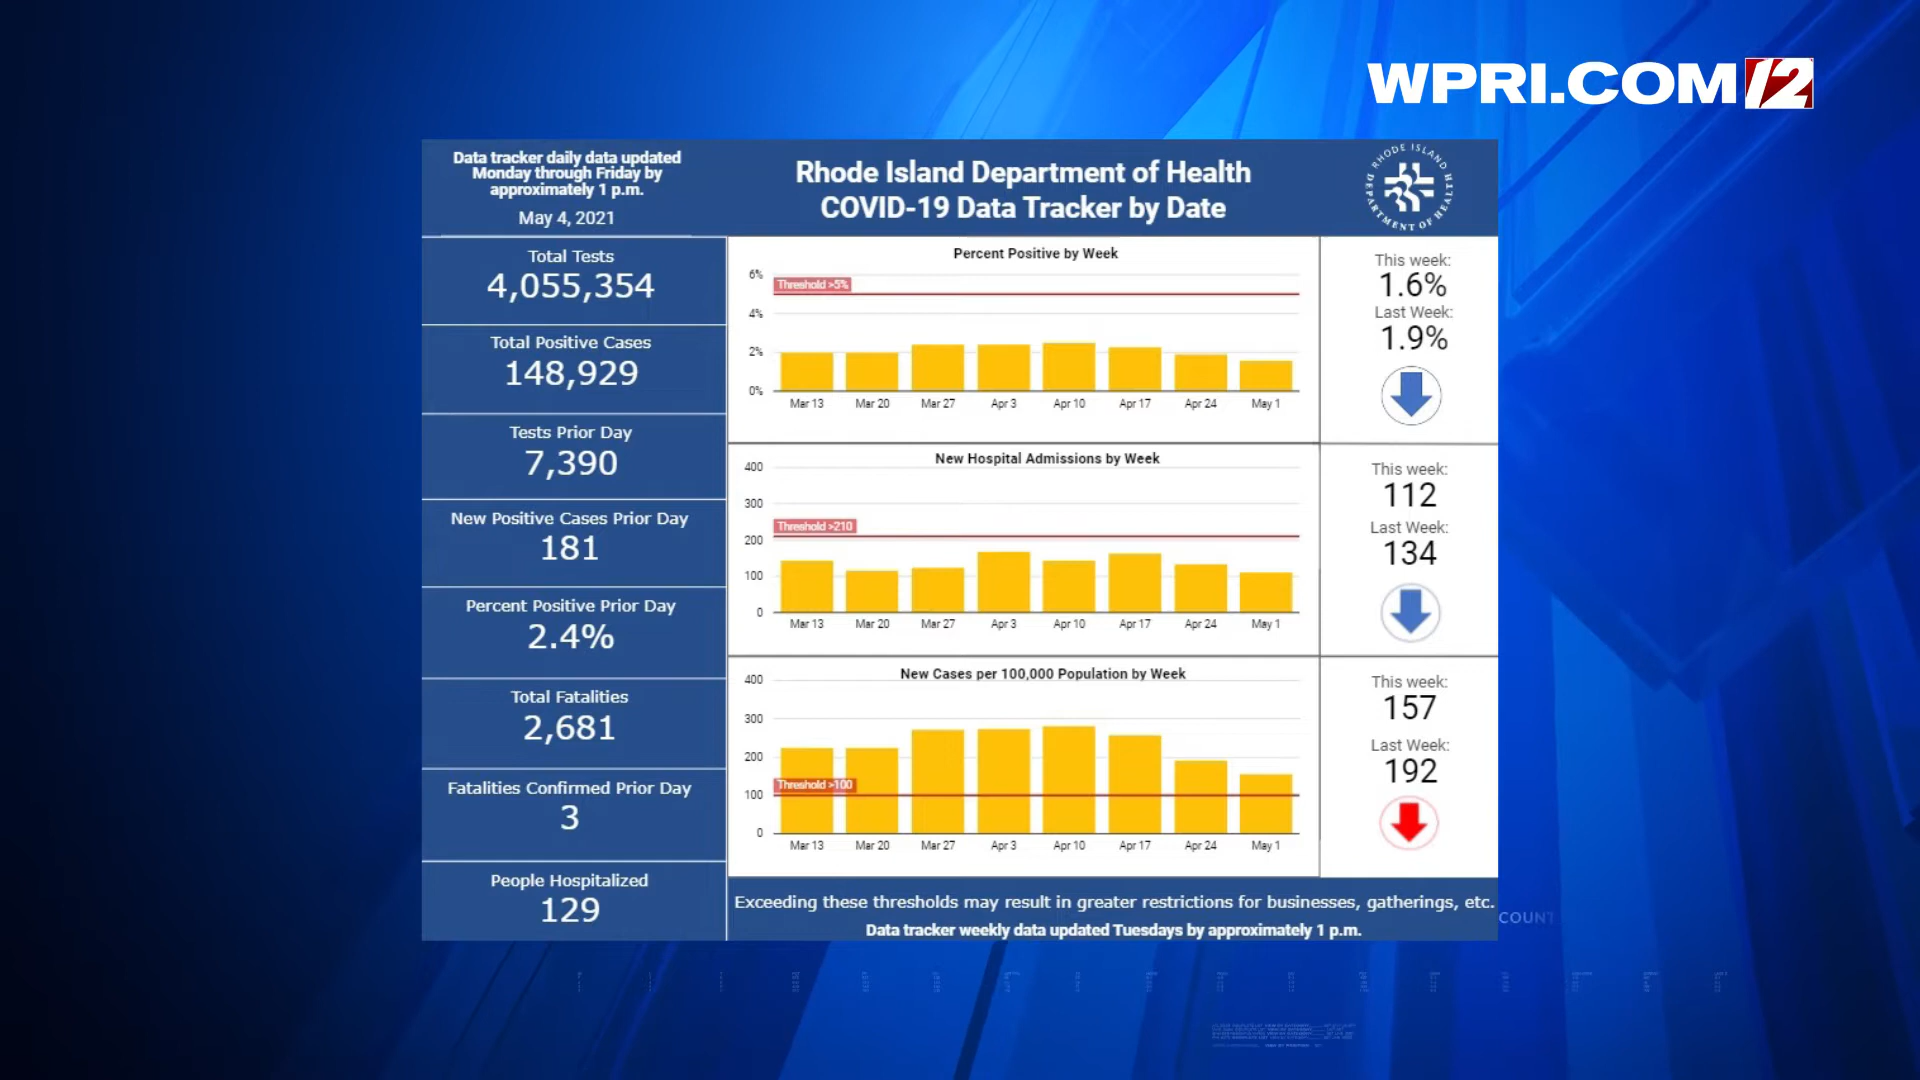 WPRI.COM 12
Data tracker daily data updated
Monday through Friday by
approximately 1 p.m.
May 4, 2021
Rhode Island Department of Health
COVID-19 Data Tracker by Date
RHODE ISLAND
DEPARTMENT OF HEALTH
Total Tests
4,055,354
Total Positive Cases
148,929
Tests Prior Day
7,390
New Positive Cases Prior Day
181
Percent Positive Prior Day
2.4%
Total Fatalities
2,681
Fatalities Confirmed Prior Day
3
People Hospitalized
129
Percent Positive by Week
6%
Threshold >5%
4%
2%
0%
Mar 13 Mar 20 Mar 27 Apr 3 Apr 10 Apr 17 Apr 24 May 1
This week:
1.6%
Last Week:
1.9%
New Hospital Admissions by Week
400
300
Threshold >210
200
100
0
Mar 13 Mar 20 Mar 27 Apr 3 Apr 10 Apr 17 Apr 24 May 1
This week:
112
Last Week:
134
New Cases per 100,000 Population by Week
400
300
200
Threshold >100
100
0
Mar 13 Mar 20 Mar 27 Apr 3 Apr 10 Apr 17 Apr 24 May 1
This week:
157
Last Week:
192
Exceeding these thresholds may result in greater restrictions for businesses, gatherings, etc.
Data tracker weekly data updated Tuesdays by approximately 1 p.m.
COUNT